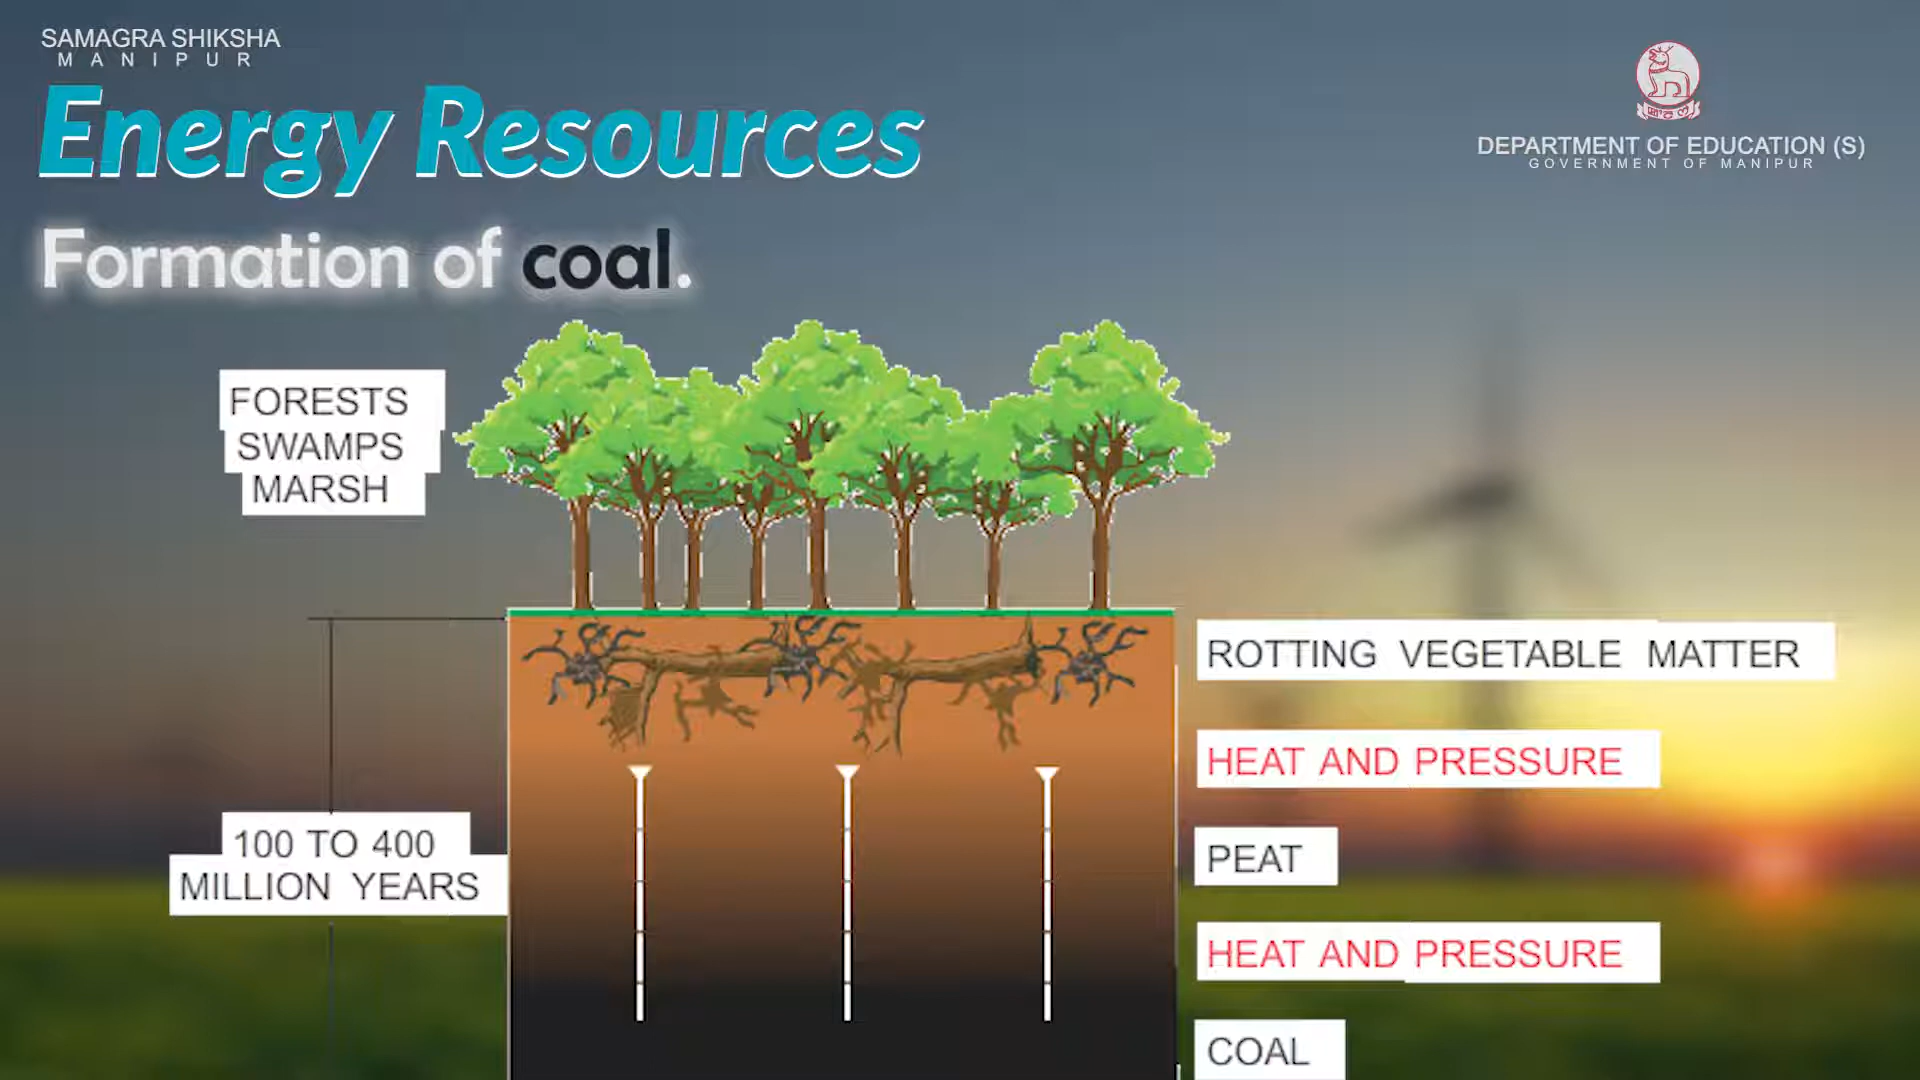 SAMAGRA SHIKSHA
MANIPUR
Energy Resources
DEPARTMENT OF EDUCATION (S)
GOVERNMENT OF MANIPUR
Formation of coal.
FORESTS
SWAMPS
MARSH
ROTTING VEGETABLE MATTER
HEAT AND PRESSURE
100 TO 400
MILLION YEARS
PEAT
HEAT AND PRESSURE
COAL